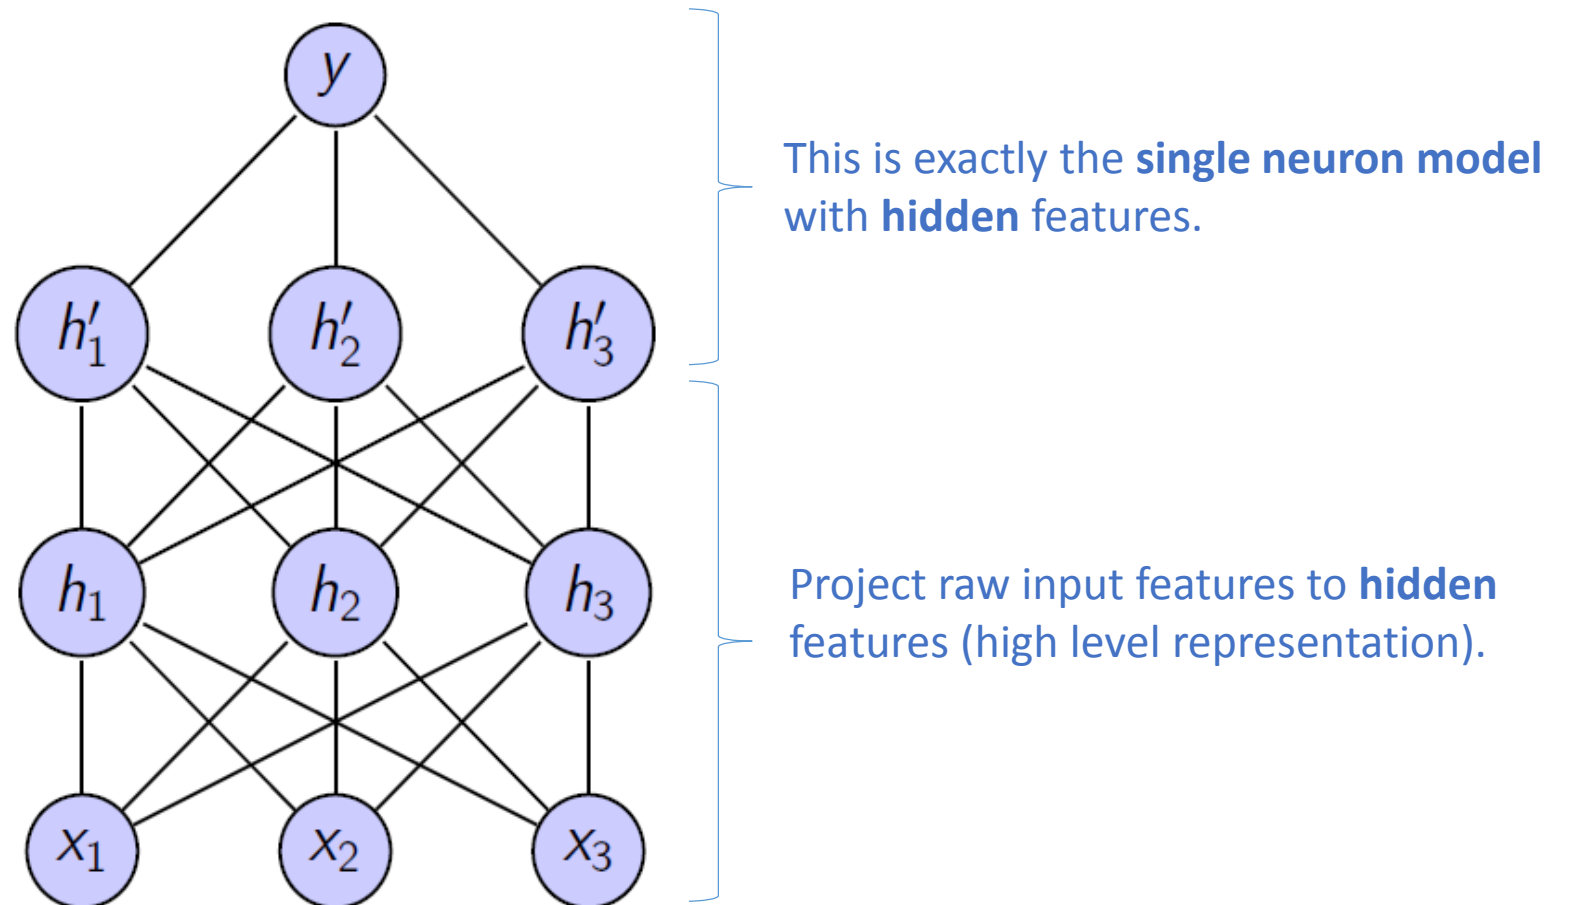 y
This is exactly the single neuron model
with hidden features.
h′₁ h′₂ h′₃
h₁ h₂ h₃
Project raw input features to hidden
features (high level representation).
x₁ x₂ x₃